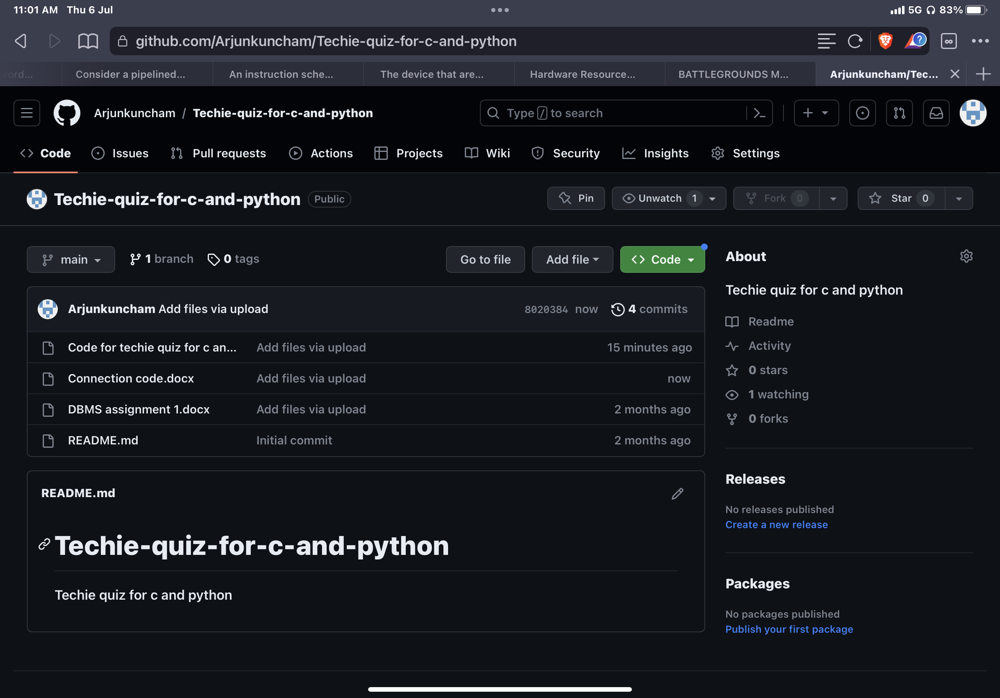 11:01 AM Thu 6 Jul
5G 83%
github.com/Arjunkuncham/Techie-quiz-for-c-and-python
word... Consider a pipelined... An instruction sche... The device that are... Hardware Resource... BATTLEGROUNDS M... Arjunkuncham/Tec...
Arjunkuncham / Techie-quiz-for-c-and-python
Type / to search
Code Issues Pull requests Actions Projects Wiki Security Insights Settings
Techie-quiz-for-c-and-python Public
Pin Unwatch 1 Fork 0 Star 0
main 1 branch 0 tags
Go to file Add file Code
Arjunkuncham Add files via upload 8020384 now 4 commits
Code for techie quiz for c an... Add files via upload 15 minutes ago
Connection code.docx Add files via upload now
DBMS assignment 1.docx Add files via upload 2 months ago
README.md Initial commit 2 months ago
README.md
Techie-quiz-for-c-and-python
Techie quiz for c and python
About
Techie quiz for c and python
Readme
Activity
0 stars
1 watching
0 forks
Releases
No releases published
Create a new release
Packages
No packages published
Publish your first package